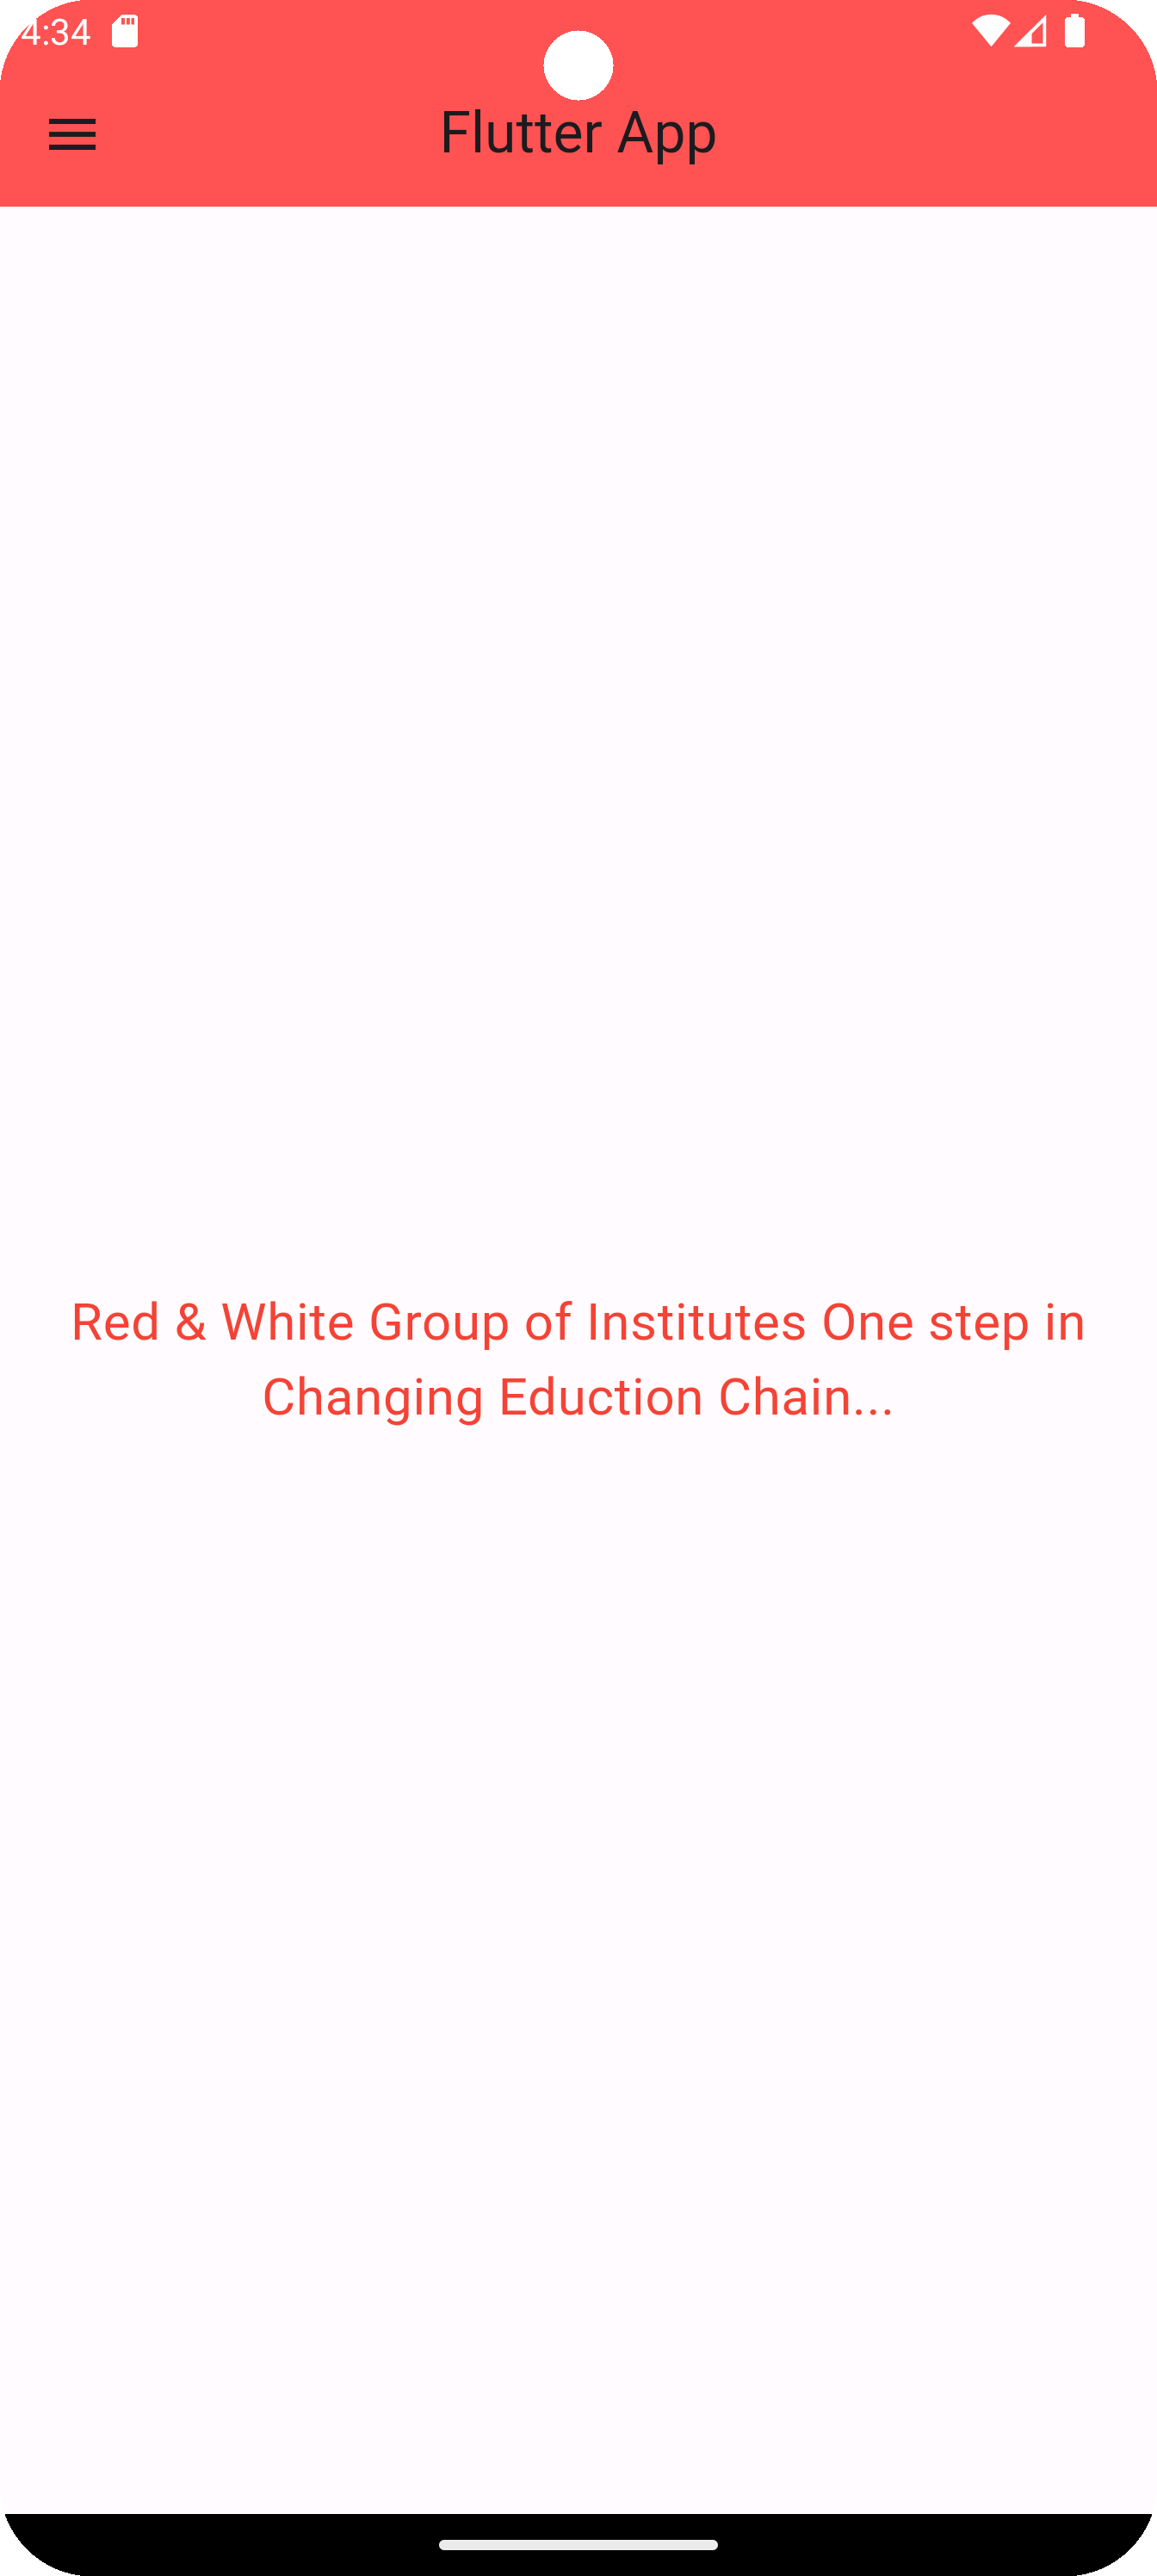 4:34
Flutter App
Red & White Group of Institutes One step in
Changing Eduction Chain...